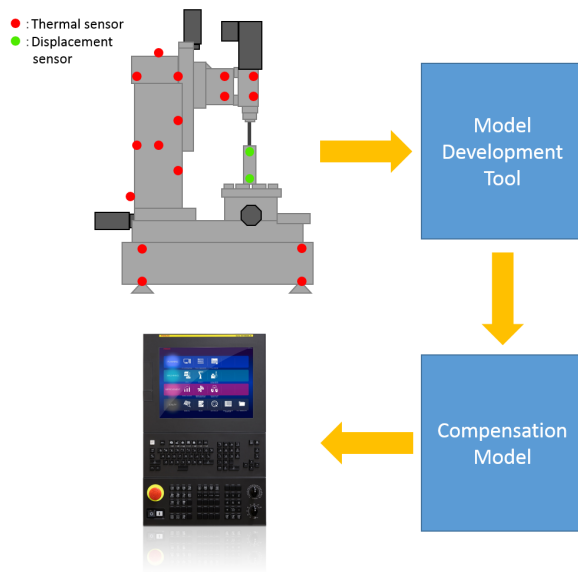 : Thermal sensor
: Displacement
sensor
Model
Development
Tool
Compensation
Model